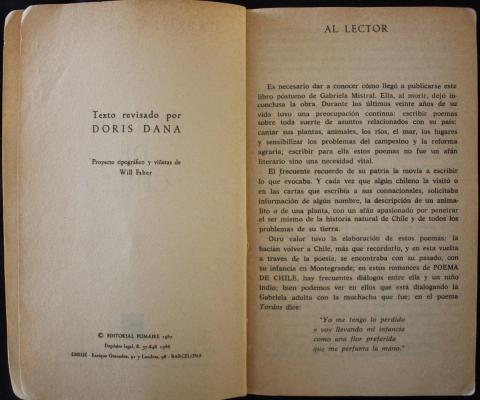 Texto revisado por
DORIS DANA
Proyecto tipográfico y viñetas de
Will Faber
© EDITORIAL POMAIRE 1967
Depósito legal, B. 37-848 1966
EMEGÉ - Enrique Granados, 91 y Londres, 98 - BARCELONA
AL LECTOR
Es necesario dar a conocer cómo llegó a publicarse este
libro póstumo de Gabriela Mistral. Ella, al morir, dejó in-
conclusa la obra. Durante los últimos veinte años de su
vida tuvo una preocupación continua: escribir poemas
sobre toda suerte de asuntos relacionados con su país:
cantar sus plantas, animales, los ríos, el mar, los lugares
y sensibilizar los problemas del campesino y la reforma
agraria; escribir para ella estos poemas no fue un afán
literario sino una necesidad vital.
El frecuente recuerdo de su patria la movía a escribir
lo que evocaba. Y cada vez que algún chileno la visitó o
en las cartas que escribía a sus connacionales, solicitaba
información de algún nombre, la descripción de un anima-
lito o de una planta, con un afán apasionado por penetrar
el ser mismo de la historia natural de Chile y de todos los
problemas de su tierra.
Otro valor tuvo la elaboración de estos poemas: la
hacían volver a Chile, más que recordarlo, y en esta vuelta
a través de la poesía, se encontraba con su pasado, con
su infancia en Montegrande; en estos romances de POEMA
DE CHILE, hay frecuentes diálogos entre ella y un niño
indio; bien podemos ver en ellos que está dialogando la
Gabriela adulta con la muchacha que fue; en el poema
Tordos dice:
"Yo me tengo lo perdido
y voy llevando mi infancia
como una flor preferida
que me perfuma la mano."